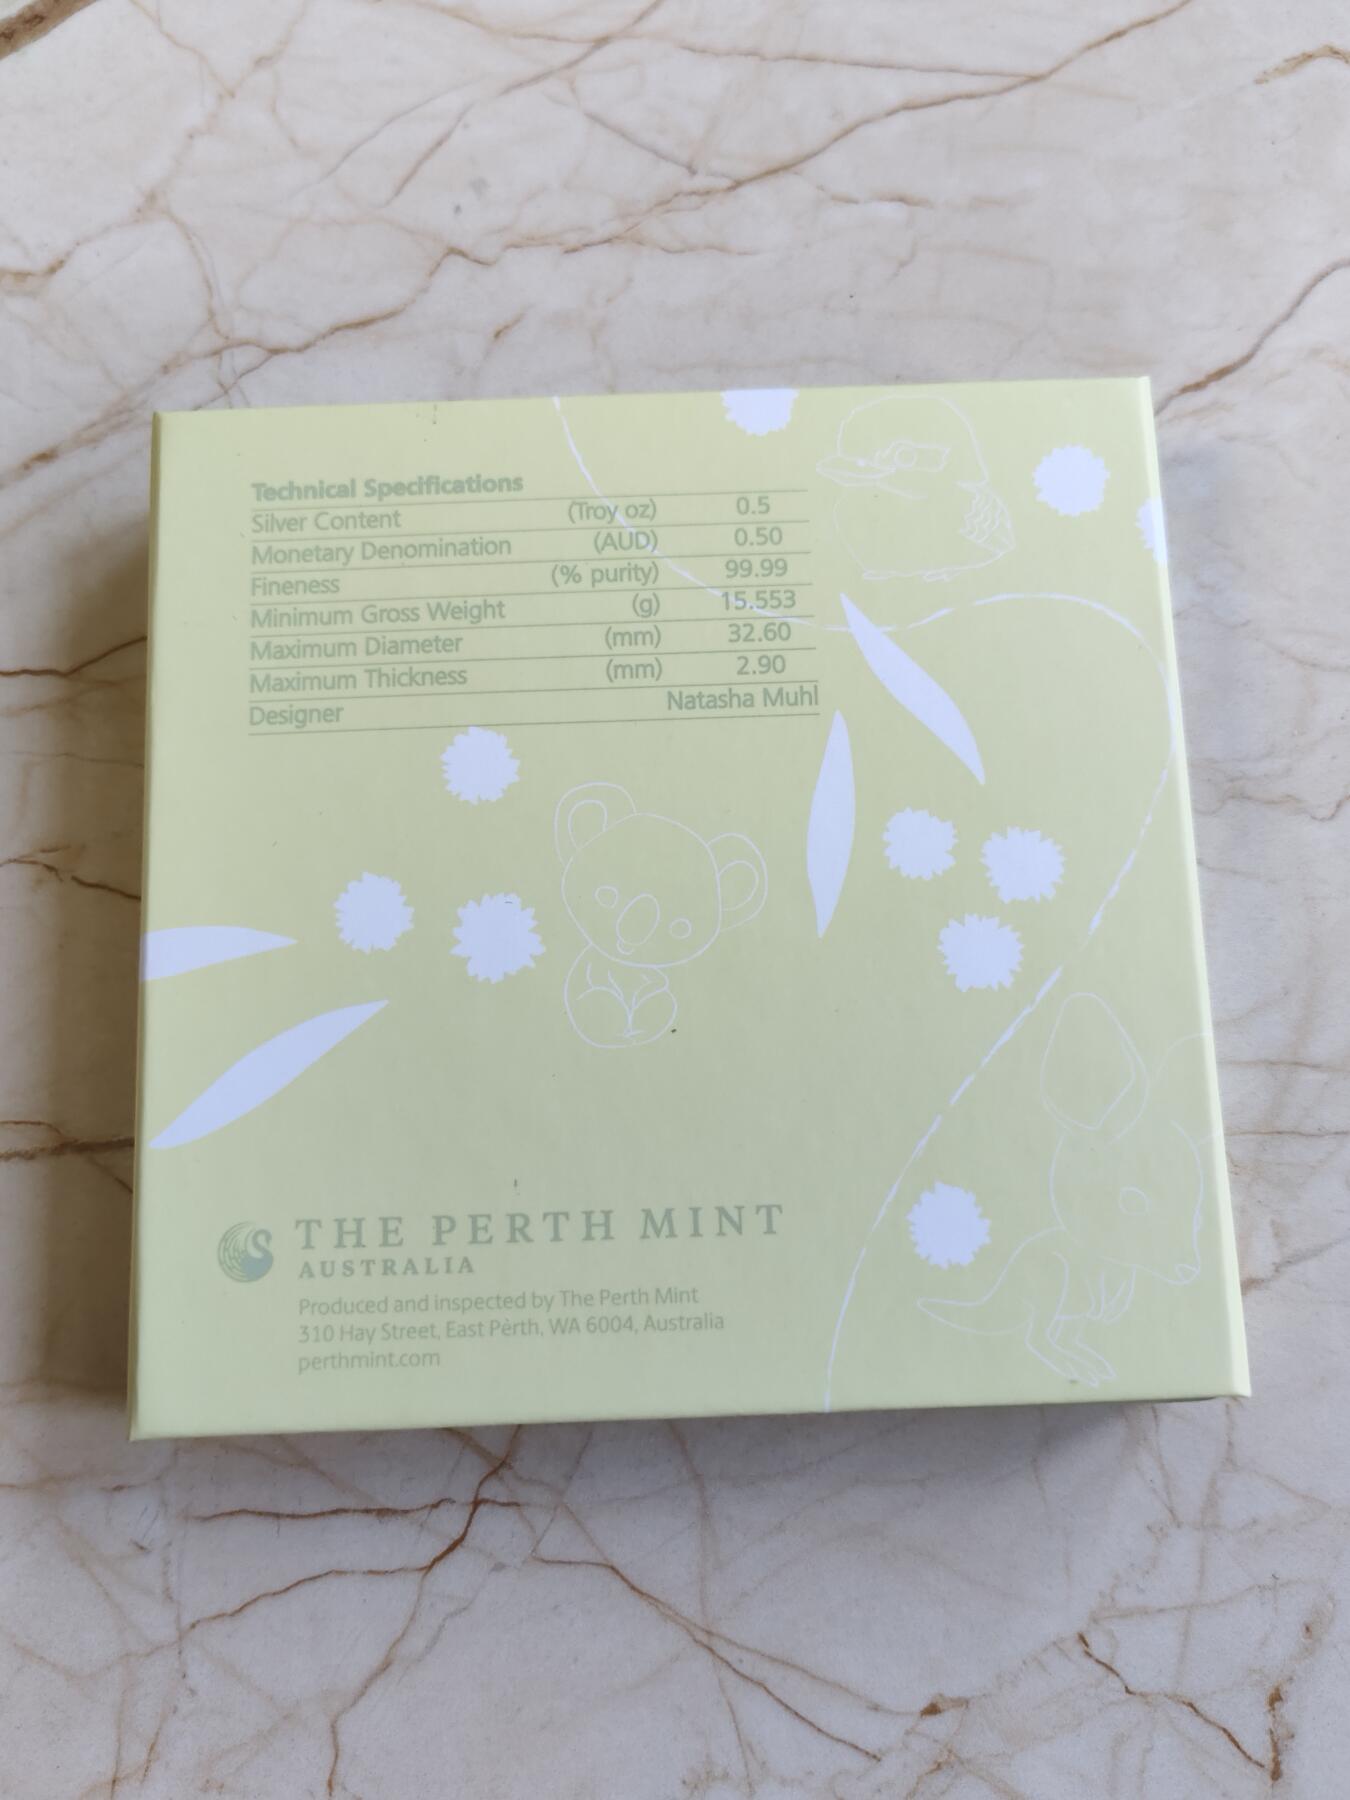 Technical Specifications
Silver Content (Troy oz) 0.5
Monetary Denomination (AUD) 0.50
Fineness (% purity) 99.99
Minimum Gross Weight (g) 15.553
Maximum Diameter (mm) 32.60
Maximum Thickness (mm) 2.90
Designer Natasha Muhl
THE PERTH MINT
AUSTRALIA
Produced and inspected by The Perth Mint
310 Hay Street, East Perth, WA 6004, Australia
perthmint.com